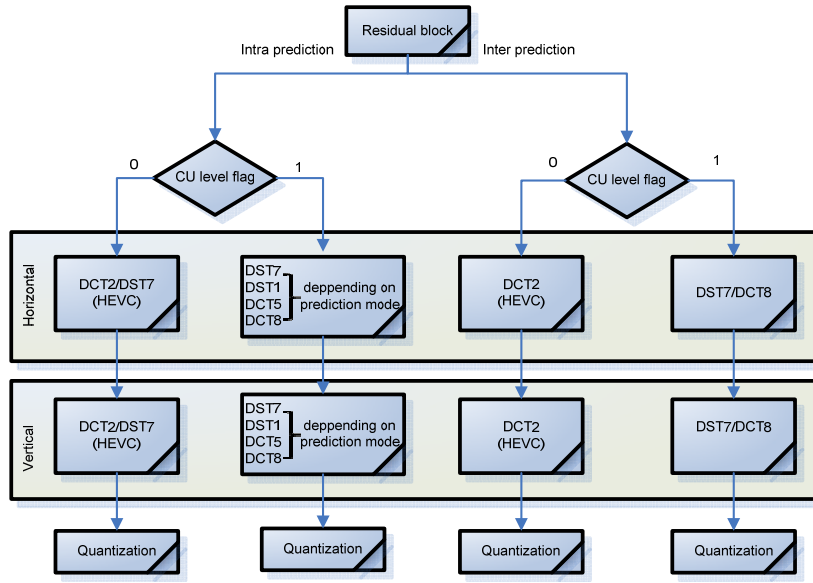 Residual block
Intra prediction
Inter prediction
CU level flag
0
1
CU level flag
0
1
Horizontal
DCT2/DST7
(HEVC)
DST7
DST1
DCT5
DCT8
deppending on
prediction mode
DCT2
(HEVC)
DST7/DCT8
Vertical
DCT2/DST7
(HEVC)
DST7
DST1
DCT5
DCT8
deppending on
prediction mode
DCT2
(HEVC)
DST7/DCT8
Quantization
Quantization
Quantization
Quantization